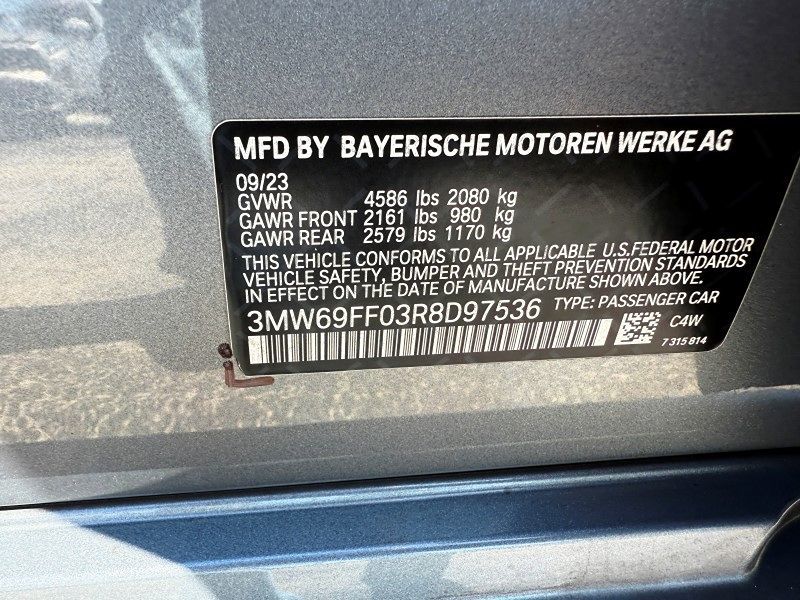 MFD BY BAYERISCHE MOTOREN WERKE AG
09/23
GVWR 4586 lbs 2080 kg
GAWR FRONT 2161 lbs 980 kg
GAWR REAR 2579 lbs 1170 kg
THIS VEHICLE CONFORMS TO ALL APPLICABLE U.S.FEDERAL MOTOR
VEHICLE SAFETY, BUMPER AND THEFT PREVENTION STANDARDS
IN EFFECT ON THE DATE OF MANUFACTURE SHOWN ABOVE.
3MW69FF03R8D97536 TYPE: PASSENGER CAR
C4W
7 315 814